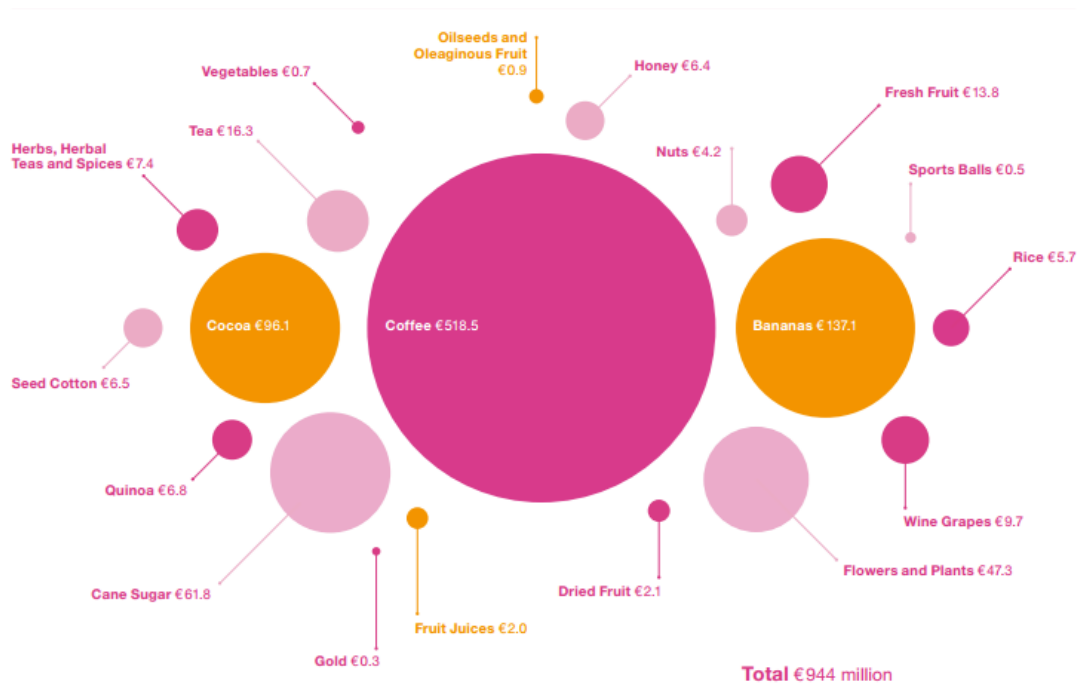 Oilseeds and
Oleaginous Fruit
€0.9
Vegetables €0.7
Honey €6.4
Fresh Fruit €13.8
Tea €16.3
Herbs, Herbal
Teas and Spices €7.4
Nuts €4.2
Sports Balls €0.5
Rice €5.7
Cocoa €96.1
Coffee €518.5
Bananas €137.1
Seed Cotton €6.5
Quinoa €6.8
Wine Grapes €9.7
Flowers and Plants €47.3
Cane Sugar €61.8
Dried Fruit €2.1
Fruit Juices €2.0
Gold €0.3
Total €944 million